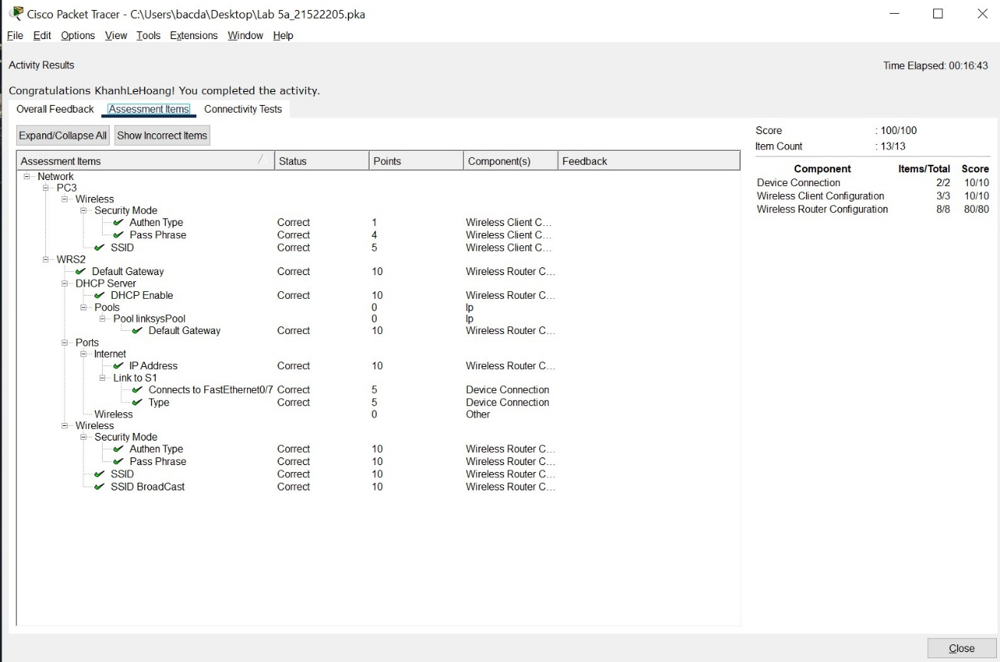 Cisco Packet Tracer - C:\Users\bacda\Desktop\Lab 5a_21522205.pka
File Edit Options View Tools Extensions Window Help
Activity Results
Time Elapsed: 00:16:43
Congratulations KhanhLeHoang! You completed the activity.
Overall Feedback Assessment Items Connectivity Tests
Expand/Collapse All Show Incorrect Items
Assessment Items Status Points Component(s) Feedback
Network
PC3
Wireless
Security Mode
Authen Type Correct 1 Wireless Client C...
Pass Phrase Correct 4 Wireless Client C...
SSID Correct 5 Wireless Client C...
WRS2
Default Gateway Correct 10 Wireless Router C...
DHCP Server
DHCP Enable Correct 10 Wireless Router C...
Pools 0 Ip
Pool linksysPool 0 Ip
Default Gateway Correct 10 Wireless Router C...
Ports
Internet
IP Address Correct 10 Wireless Router C...
Link to S1
Connects to FastEthernet0/7 Correct 5 Device Connection
Type Correct 5 Device Connection
Wireless 0 Other
Wireless
Security Mode
Authen Type Correct 10 Wireless Router C...
Pass Phrase Correct 10 Wireless Router C...
SSID Correct 10 Wireless Router C...
SSID BroadCast Correct 10 Wireless Router C...
Score : 100/100
Item Count : 13/13
Component Items/Total Score
Device Connection 2/2 10/10
Wireless Client Configuration 3/3 10/10
Wireless Router Configuration 8/8 80/80
Close